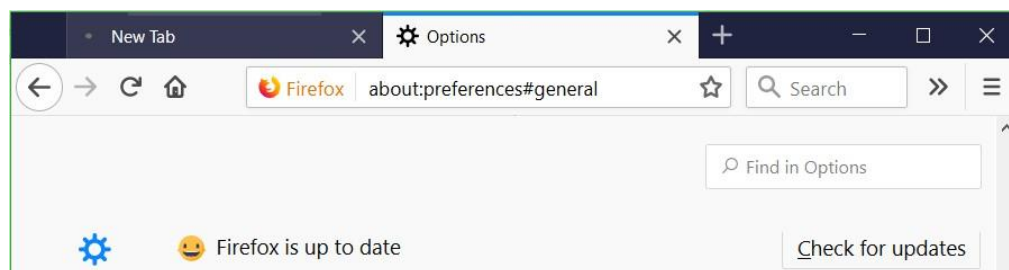 New Tab Options
Firefox about:preferences#general Search
Find in Options
Firefox is up to date Check for updates